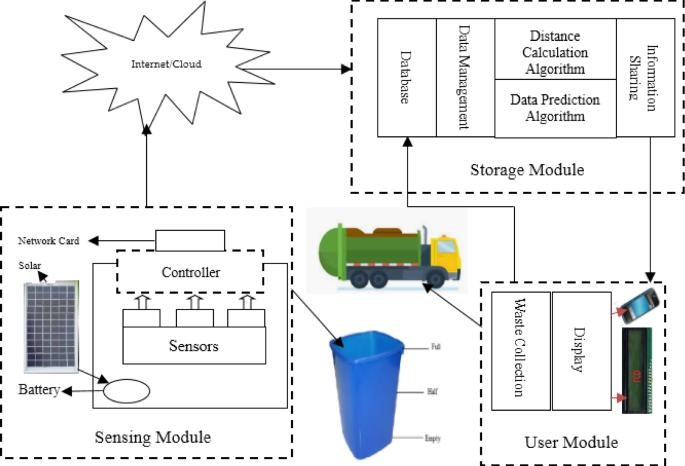 Internet/Cloud
Database
Data Management
Distance
Calculation
Algorithm
Data Prediction
Algorithm
Information
Sharing
Storage Module
Network Card
Solar
Controller
Sensors
Battery
Sensing Module
Full
Half
Empty
Waste Collection
Display
User Module